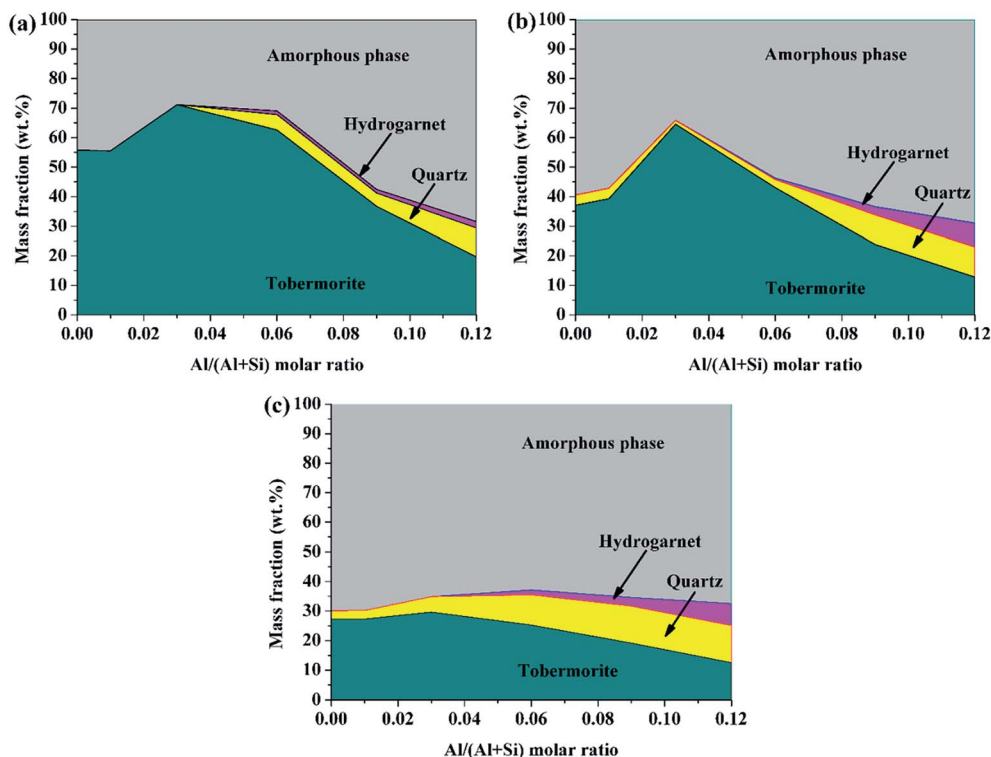 (a)
100
90
80
70
60
50
40
30
20
10
0
Mass fraction (wt.%)
Amorphous phase
Hydrogarnet
Quartz
Tobermorite
0.00 0.02 0.04 0.06 0.08 0.10 0.12
Al/(Al+Si) molar ratio
(b)
100
90
80
70
60
50
40
30
20
10
0
Mass fraction (wt.%)
Amorphous phase
Hydrogarnet
Quartz
Tobermorite
0.00 0.02 0.04 0.06 0.08 0.10 0.12
Al/(Al+Si) molar ratio
(c)
100
90
80
70
60
50
40
30
20
10
0
Mass fraction (wt.%)
Amorphous phase
Hydrogarnet
Quartz
Tobermorite
0.00 0.02 0.04 0.06 0.08 0.10 0.12
Al/(Al+Si) molar ratio